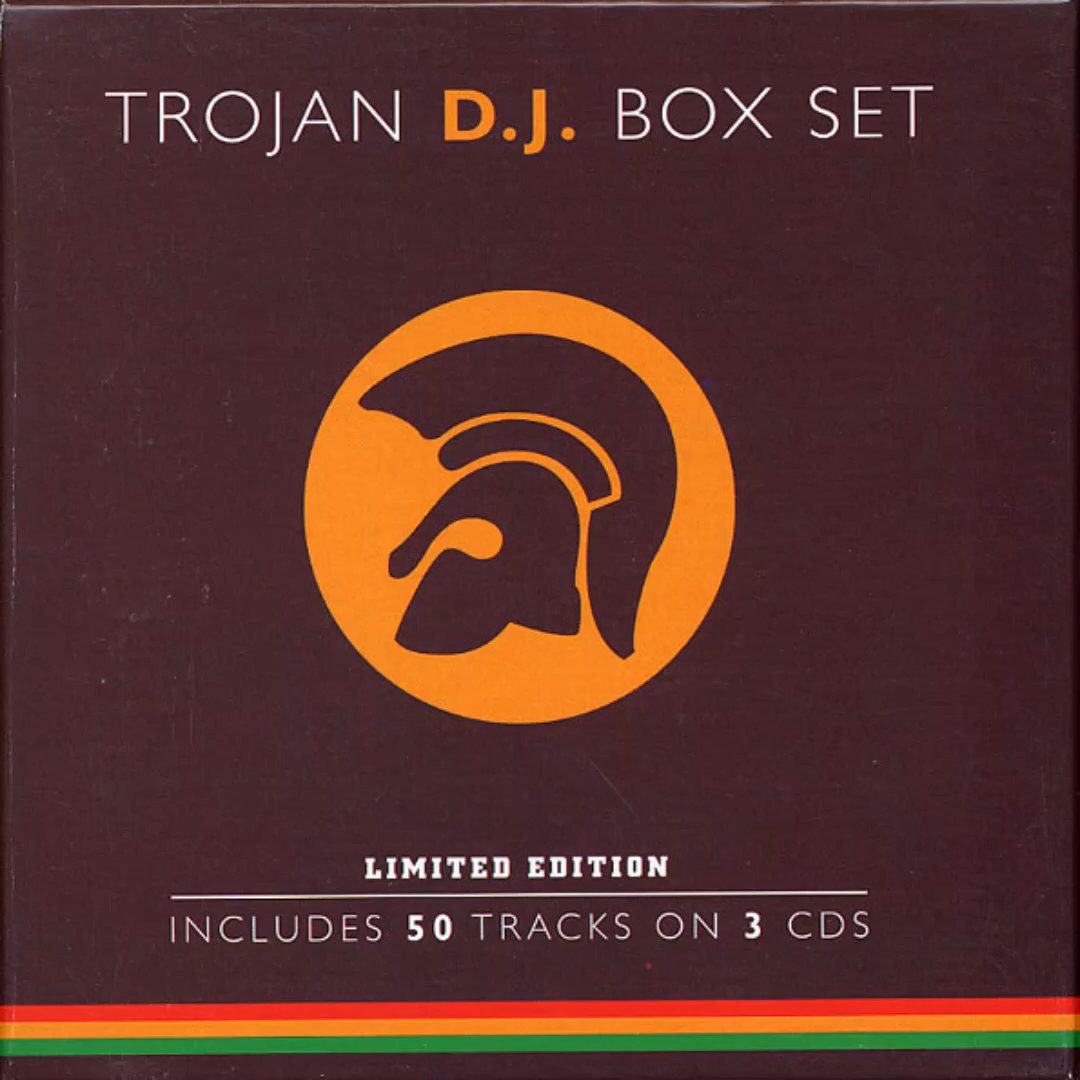 TROJAN D.J. BOX SET
LIMITED EDITION
INCLUDES 50 TRACKS ON 3 CDS